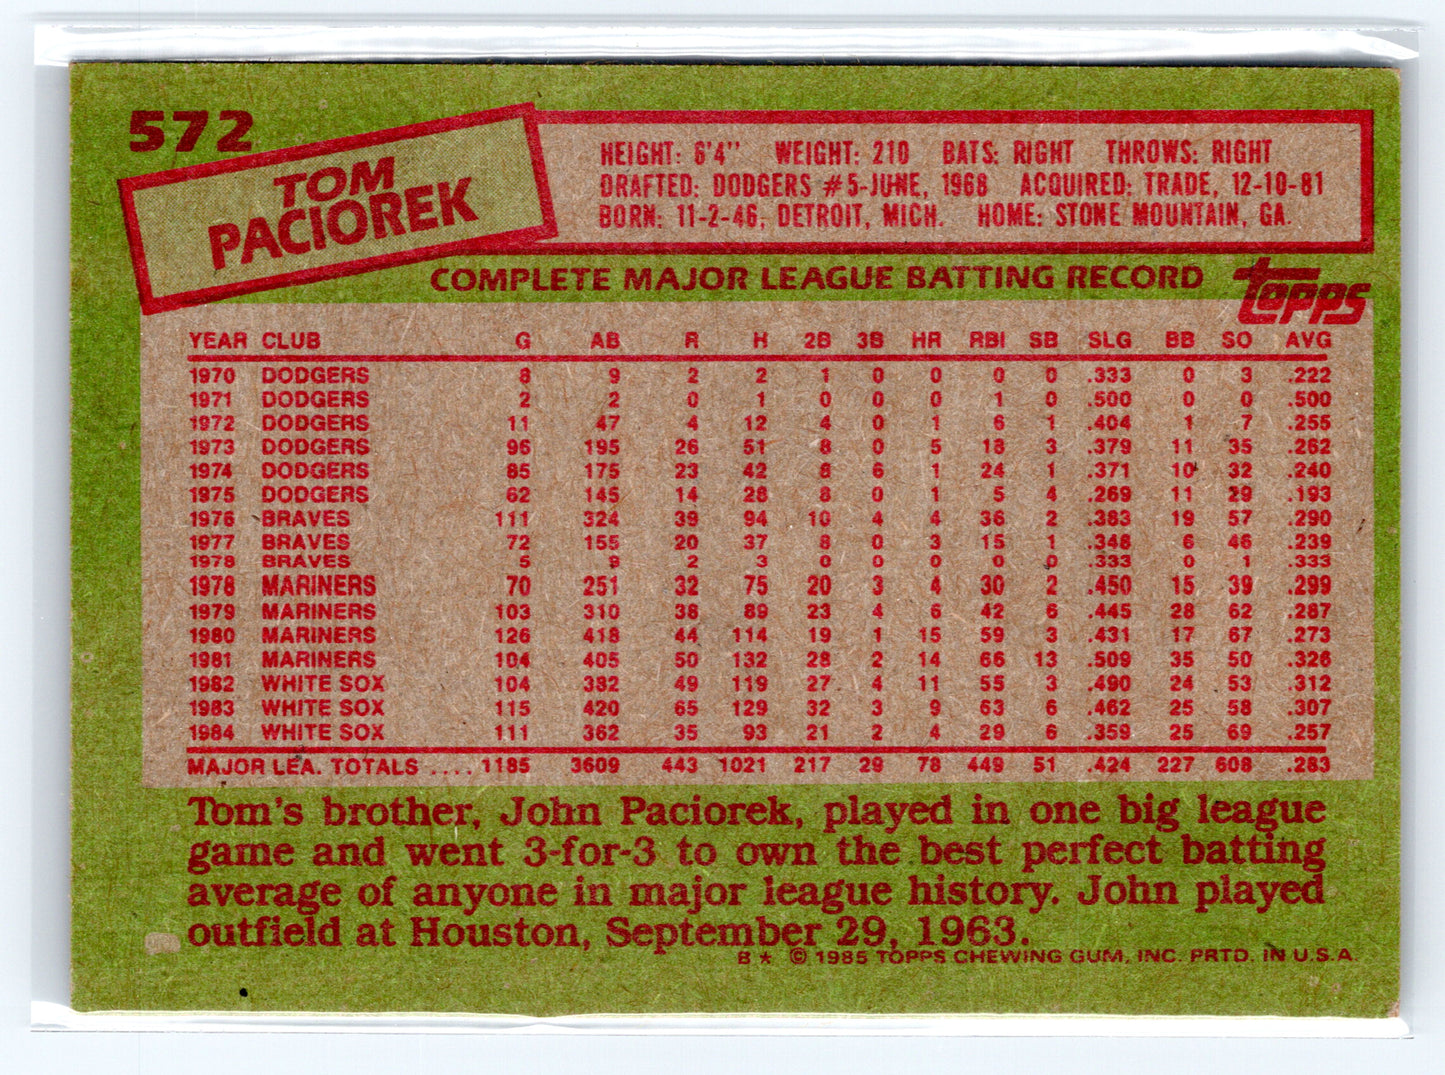 572
TOM
PACIOREK
HEIGHT: 6'4'' WEIGHT: 210 BATS: RIGHT THROWS: RIGHT
DRAFTED: DODGERS #5-JUNE, 1968 ACQUIRED: TRADE, 12-10-81
BORN: 11-2-46, DETROIT, MICH. HOME: STONE MOUNTAIN, GA.
COMPLETE MAJOR LEAGUE BATTING RECORD
topps
YEAR CLUB G AB R H 2B 3B HR RBI SB SLG BB SO AVG
1970 DODGERS 8 9 2 2 1 0 0 0 0 .333 0 3 .222
1971 DODGERS 2 2 0 1 0 0 0 1 0 .500 0 0 .500
1972 DODGERS 11 47 4 12 4 0 1 6 1 .404 1 7 .255
1973 DODGERS 96 195 26 51 8 0 5 18 3 .379 11 35 .262
1974 DODGERS 85 175 23 42 8 6 1 24 1 .371 10 32 .240
1975 DODGERS 62 145 14 28 8 0 1 5 4 .269 11 29 .193
1976 BRAVES 111 324 39 94 10 4 4 36 2 .383 19 57 .290
1977 BRAVES 72 155 20 37 8 0 3 15 1 .348 6 46 .239
1978 BRAVES 5 9 2 3 0 0 0 0 0 .333 0 1 .333
1978 MARINERS 70 251 32 75 20 3 4 30 2 .450 15 39 .299
1979 MARINERS 103 310 38 89 23 4 6 42 6 .445 28 62 .287
1980 MARINERS 126 418 44 114 19 1 15 59 3 .431 17 67 .273
1981 MARINERS 104 405 50 132 28 2 14 66 13 .509 35 50 .326
1982 WHITE SOX 104 382 49 119 27 4 11 55 3 .490 24 53 .312
1983 WHITE SOX 115 420 65 129 32 3 9 63 6 .462 25 58 .307
1984 WHITE SOX 111 362 35 93 21 2 4 29 6 .359 25 69 .257
MAJOR LEA. TOTALS .... 1185 3609 443 1021 217 29 78 449 51 .424 227 608 .283
Tom's brother, John Paciorek, played in one big league
game and went 3-for-3 to own the best perfect batting
average of anyone in major league history. John played
outfield at Houston, September 29, 1963.
B * © 1985 TOPPS CHEWING GUM, INC. PRTD. IN U.S.A.